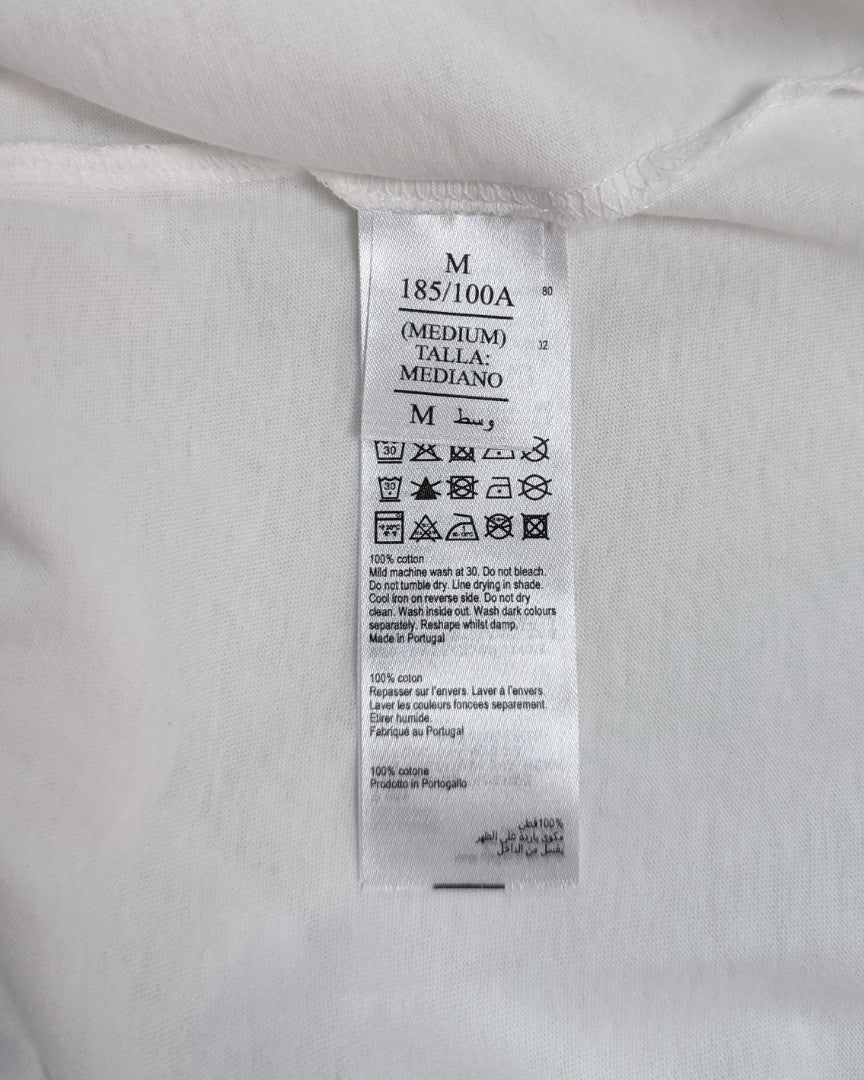 M
185/100A
80
(MEDIUM)
32
TALLA:
MEDIANO
M وسط
30
30
100% cotton
Mild machine wash at 30. Do not bleach.
Do not tumble dry. Line drying in shade.
Cool iron on reverse side. Do not dry
clean. Wash inside out. Wash dark colours
separately. Reshape whilst damp.
Made in Portugal
100% coton
Repasser sur l'envers. Laver à l'envers.
Laver les couleurs foncees separement.
Etirer humide.
Fabriqué au Portugal
100% cotone
Prodotto in Portogallo
100% قطن
مكوى باردة على الظهر
يغسل من الداخل